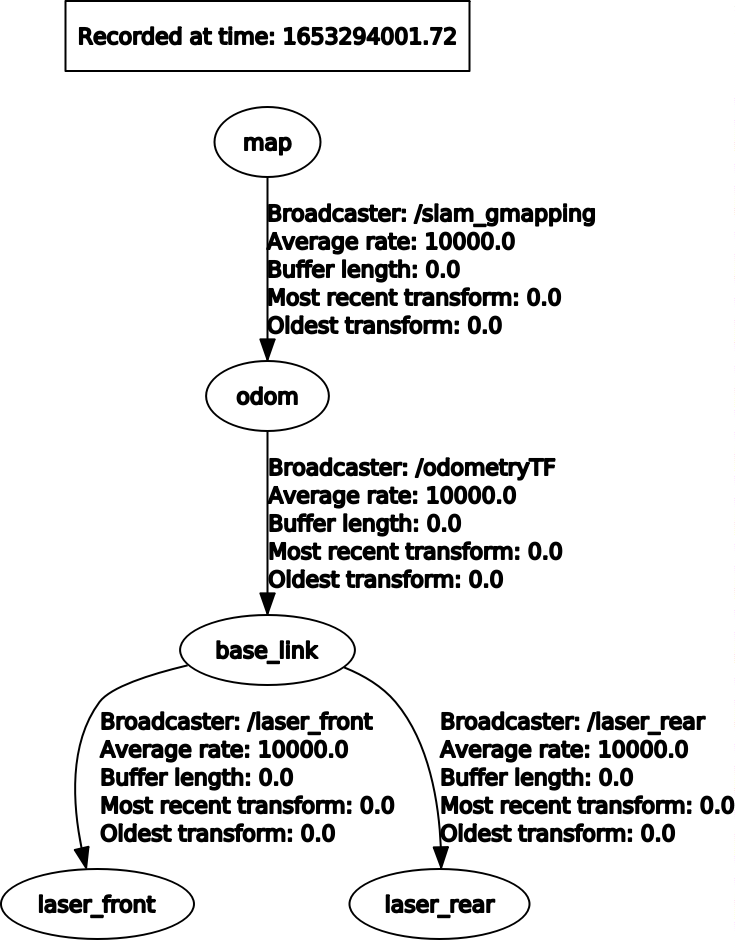 Recorded at time: 1653294001.72
map
Broadcaster: /slam_gmapping
Average rate: 10000.0
Buffer length: 0.0
Most recent transform: 0.0
Oldest transform: 0.0
odom
Broadcaster: /odometryTF
Average rate: 10000.0
Buffer length: 0.0
Most recent transform: 0.0
Oldest transform: 0.0
base_link
Broadcaster: /laser_front
Average rate: 10000.0
Buffer length: 0.0
Most recent transform: 0.0
Oldest transform: 0.0
Broadcaster: /laser_rear
Average rate: 10000.0
Buffer length: 0.0
Most recent transform: 0.0
Oldest transform: 0.0
laser_front
laser_rear